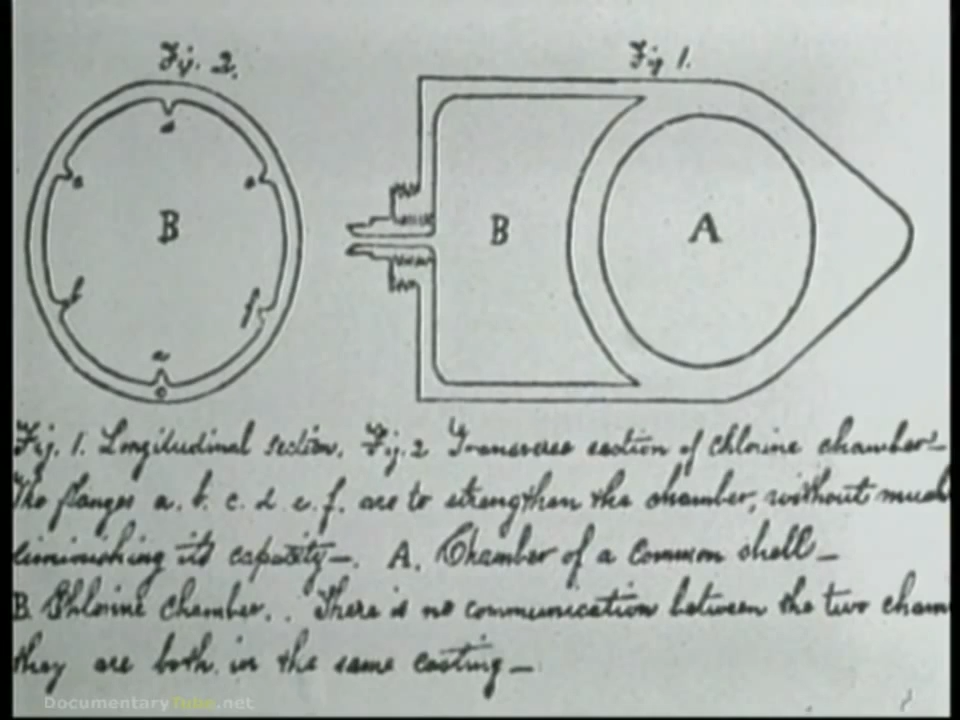 Fig. 2.
Fig 1.
a
e
e
B
B
A
b
f
a
e
Fig. 1. Longitudinal section. Fig. 2 Transverse section of chlorine chamber—
The flanges a. b. c. d. e. f. are to strengthen the chamber, without much
diminishing its capacity—. A. Chamber of a common shell—
B. Chlorine chamber.. There is no communication between the two cham
they are both in the same casting—
DocumentaryTube.net